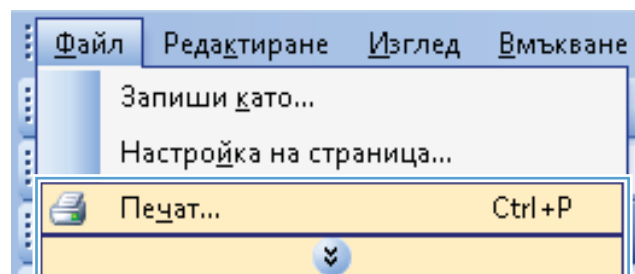 Файл Редактиране Изглед Вмъкване
Запиши като...
Настройка на страница...
Печат... Ctrl+P